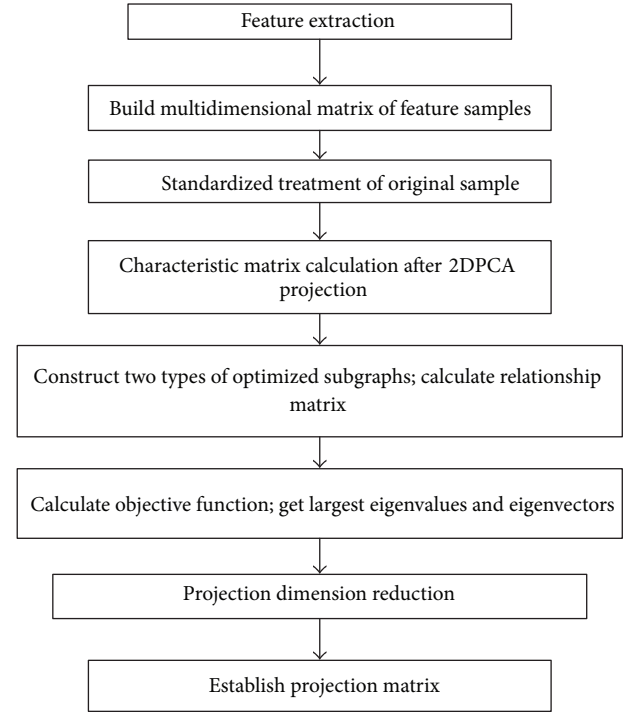 Feature extraction
Build multidimensional matrix of feature samples
Standardized treatment of original sample
Characteristic matrix calculation after 2DPCA
projection
Construct two types of optimized subgraphs; calculate relationship
matrix
Calculate objective function; get largest eigenvalues and eigenvectors
Projection dimension reduction
Establish projection matrix